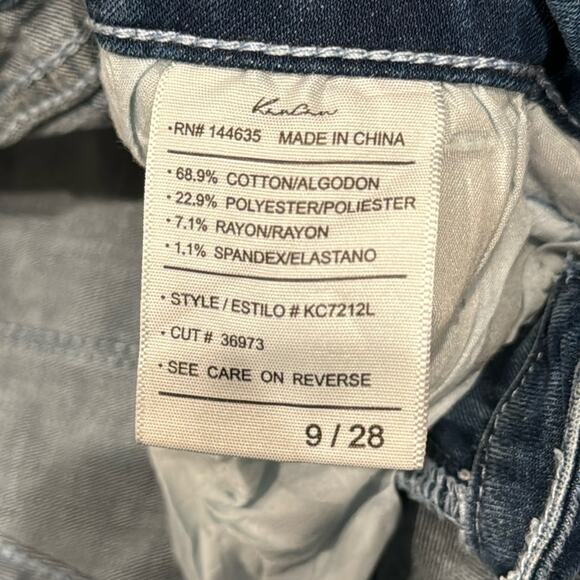 KanCan
•RN# 144635 MADE IN CHINA
• 68.9% COTTON/ALGODON
• 22.9% POLYESTER/POLIESTER
• 7.1% RAYON/RAYON
• 1.1% SPANDEX/ELASTANO
• STYLE / ESTILO # KC7212L
• CUT # 36973
• SEE CARE ON REVERSE
9 / 28